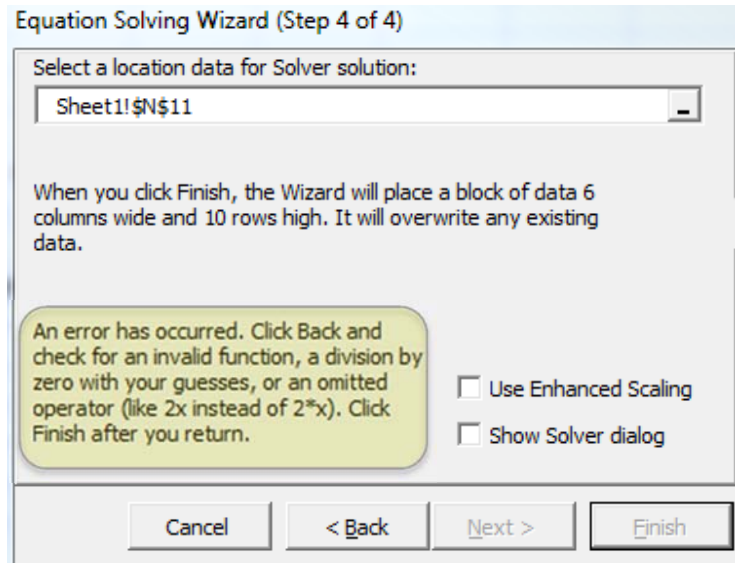 Equation Solving Wizard (Step 4 of 4)
Select a location data for Solver solution:
Sheet1!$N$11
When you click Finish, the Wizard will place a block of data 6
columns wide and 10 rows high. It will overwrite any existing
data.
An error has occurred. Click Back and
check for an invalid function, a division by
zero with your guesses, or an omitted
operator (like 2x instead of 2*x). Click
Finish after you return.
Use Enhanced Scaling
Show Solver dialog
Cancel < Back Next > Finish